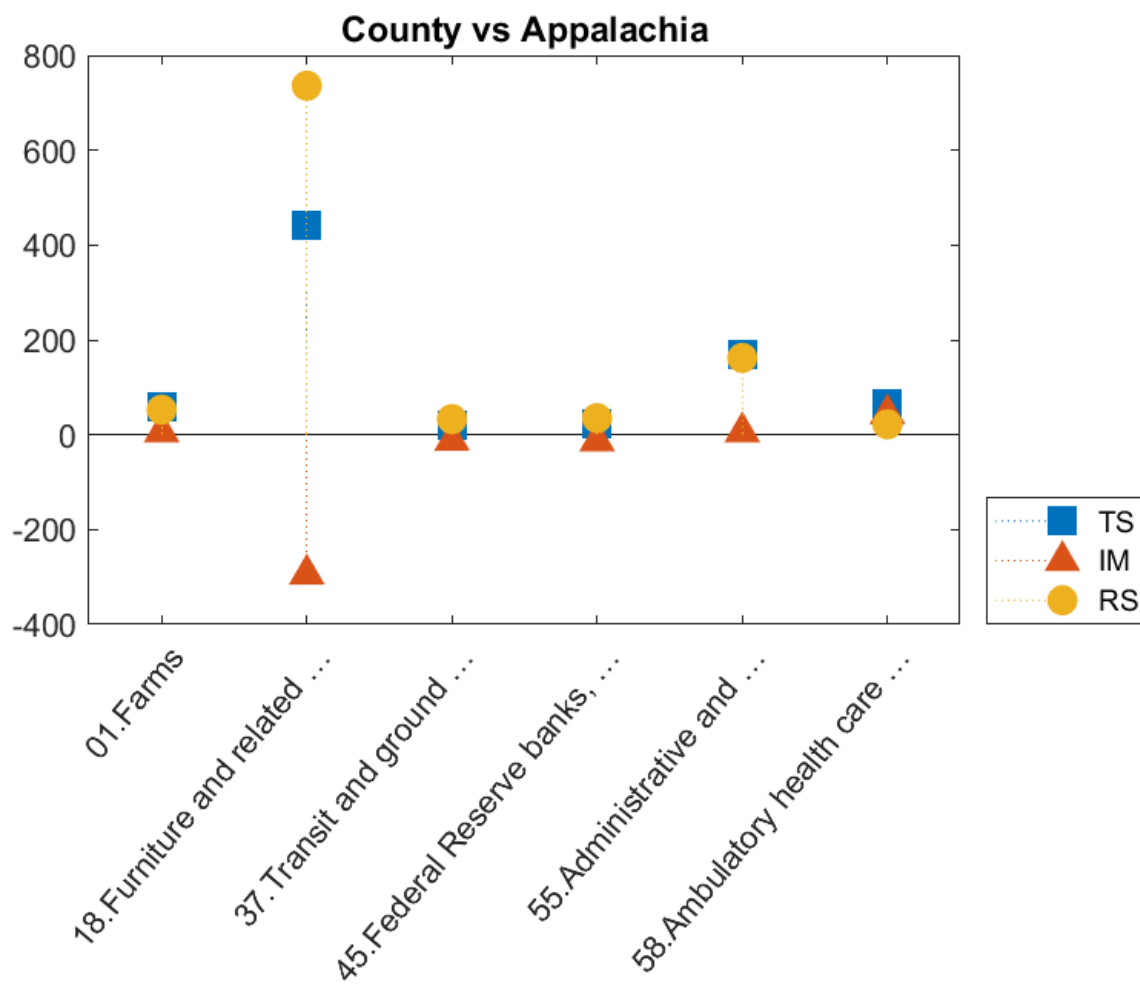 County vs Appalachia
800
600
400
200
0
-200
-400
TS
IM
RS
01.Farms
18.Furniture and related ...
37.Transit and ground ...
45.Federal Reserve banks, ...
55.Administrative and ...
58.Ambulatory health care ...